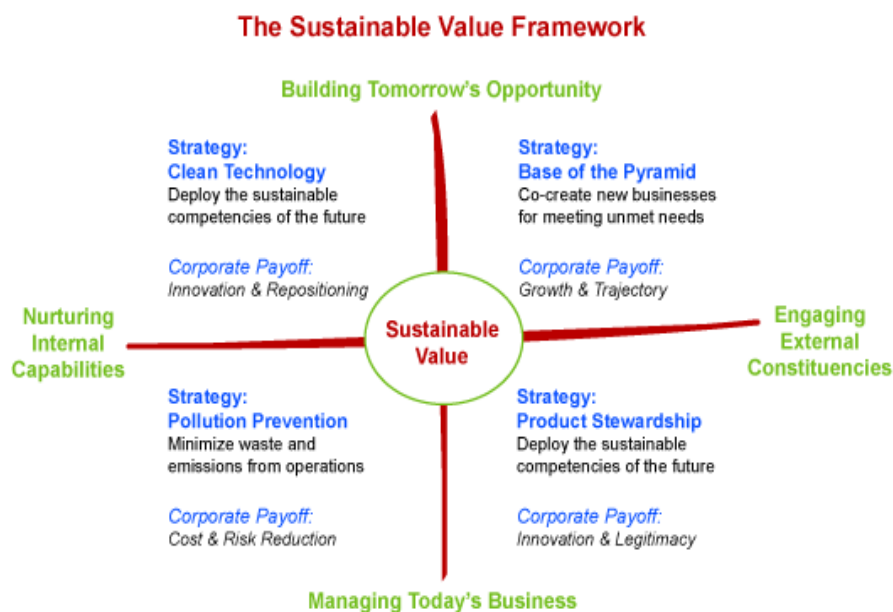 The Sustainable Value Framework
Building Tomorrow's Opportunity
Strategy:
Clean Technology
Deploy the sustainable
competencies of the future
Corporate Payoff:
Innovation & Repositioning
Strategy:
Base of the Pyramid
Co-create new businesses
for meeting unmet needs
Corporate Payoff:
Growth & Trajectory
Nurturing
Internal
Capabilities
Sustainable
Value
Engaging
External
Constituencies
Strategy:
Pollution Prevention
Minimize waste and
emissions from operations
Corporate Payoff:
Cost & Risk Reduction
Strategy:
Product Stewardship
Deploy the sustainable
competencies of the future
Corporate Payoff:
Innovation & Legitimacy
Managing Today's Business